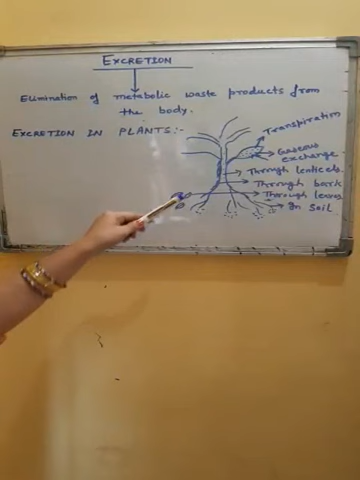 EXCRETION
Elimination of metabolic waste products from
the body.
EXCRETION IN PLANTS:-
Transpiration
Gaseous
exchange
Through lenticels.
Through bark
Through leaves
In Soil